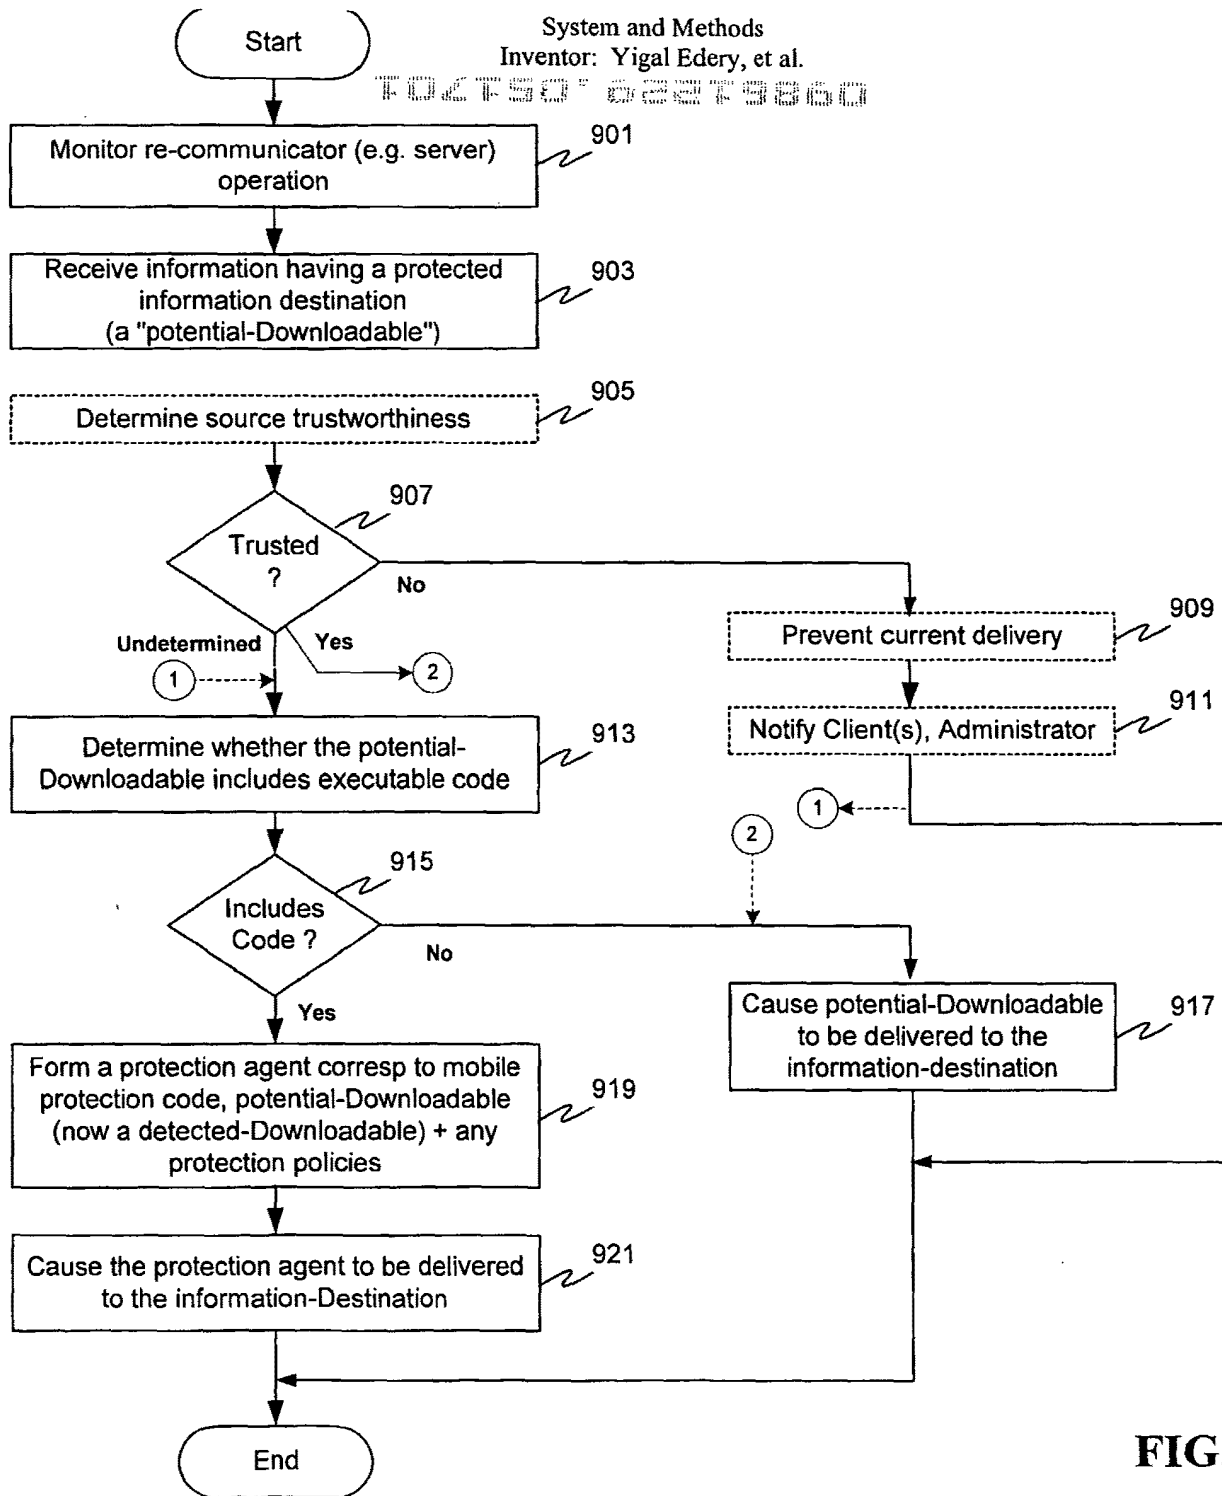 System and Methods
Inventor: Yigal Edery, et al.
Start
Monitor re-communicator (e.g. server)
operation
901
Receive information having a protected
information destination
(a "potential-Downloadable")
903
Determine source trustworthiness
905
Trusted
?
907
No
Undetermined
Yes
1
2
Prevent current delivery
909
Notify Client(s), Administrator
911
1
Determine whether the potential-
Downloadable includes executable code
913
2
Includes
Code ?
915
No
Yes
Cause potential-Downloadable
to be delivered to the
information-destination
917
Form a protection agent corresp to mobile
protection code, potential-Downloadable
(now a detected-Downloadable) + any
protection policies
919
Cause the protection agent to be delivered
to the information-Destination
921
End
FIG